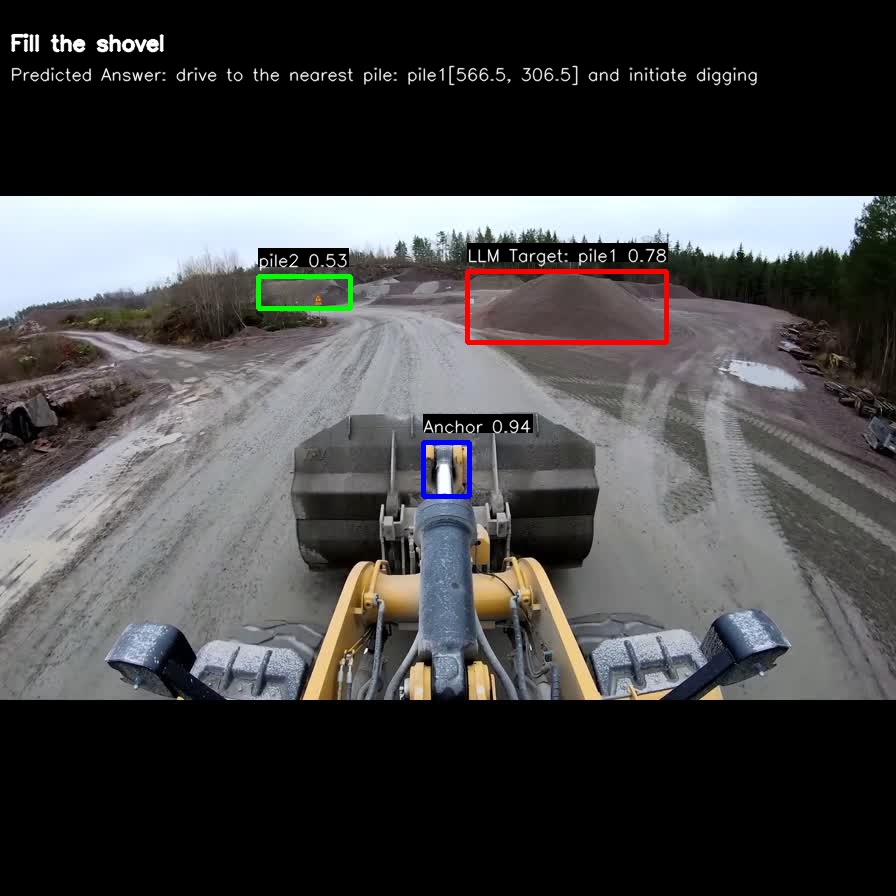 Fill the shovel
Predicted Answer: drive to the nearest pile: pile1[566.5, 306.5] and initiate digging
pile2 0.53
LLM Target: pile1 0.78
Anchor 0.94